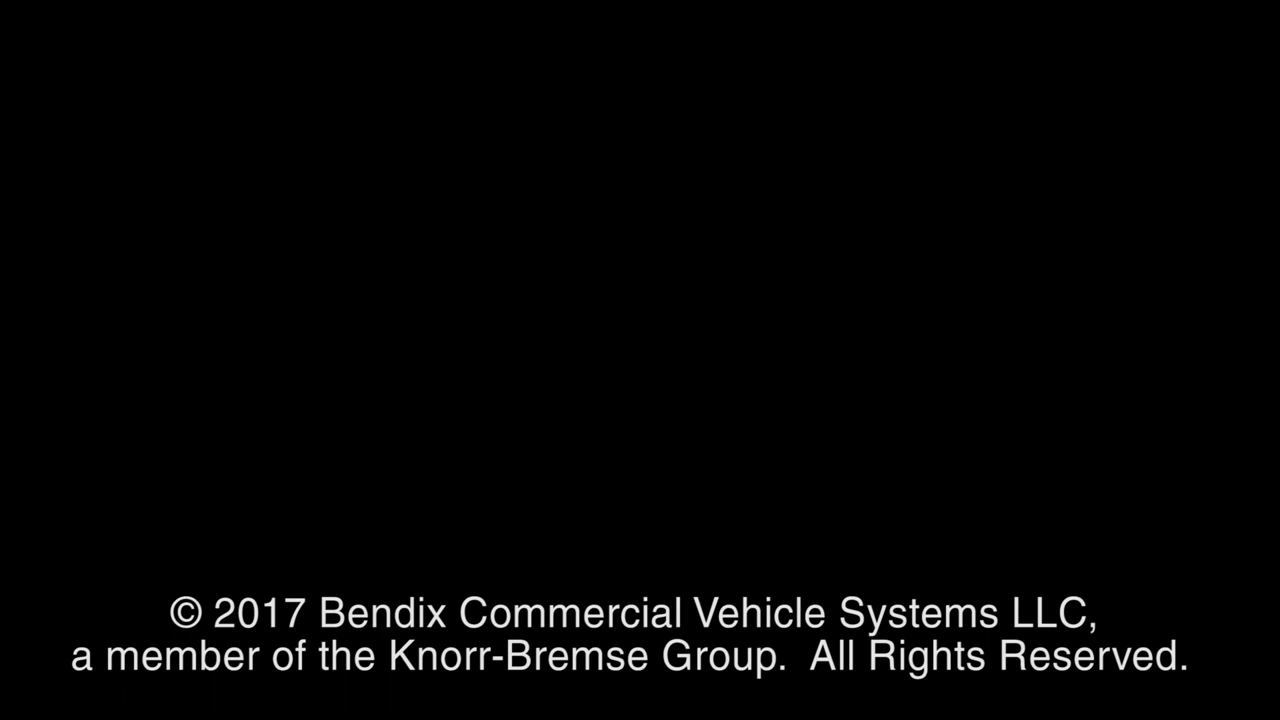 © 2017 Bendix Commercial Vehicle Systems LLC,
a member of the Knorr-Bremse Group.  All Rights Reserved.